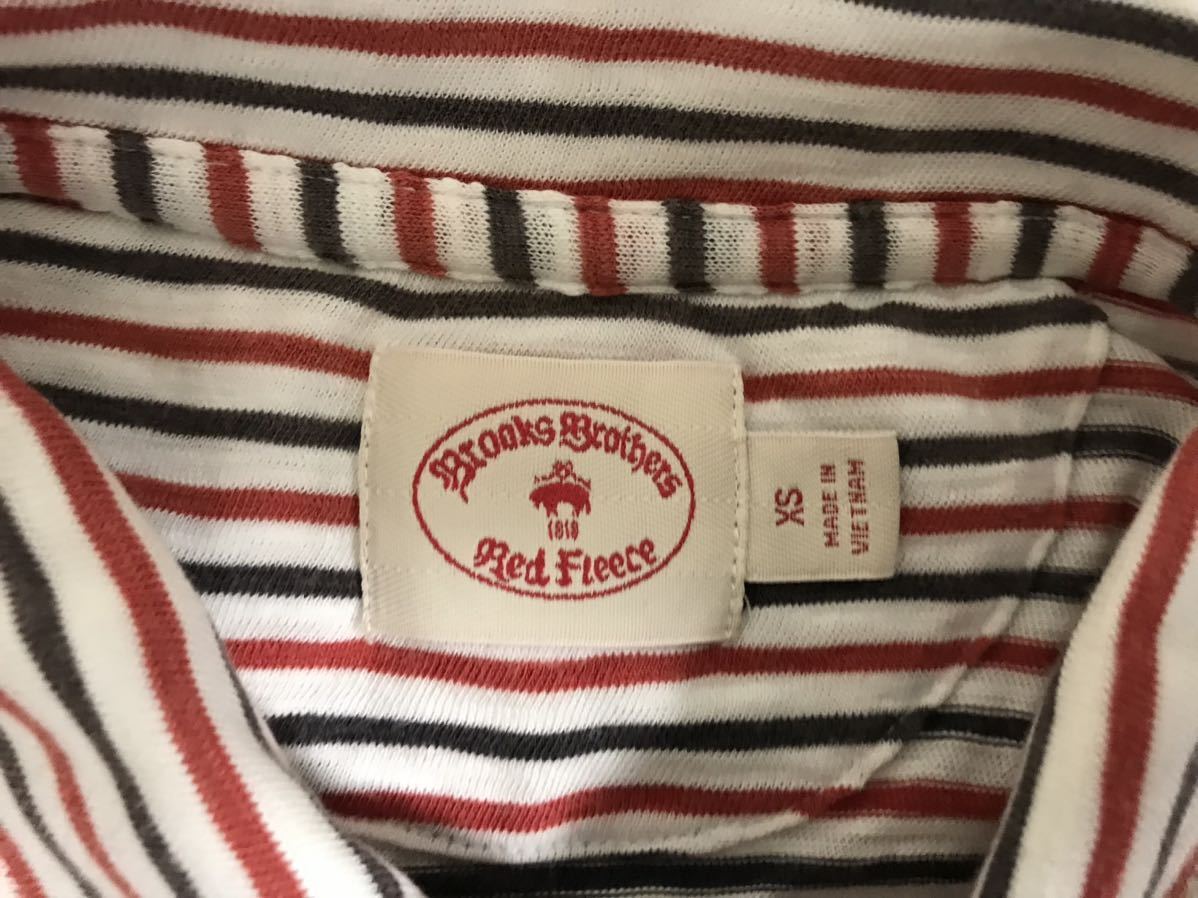 Brooks Brothers
1818
Red Fleece
XS
MADE IN
VIETNAM